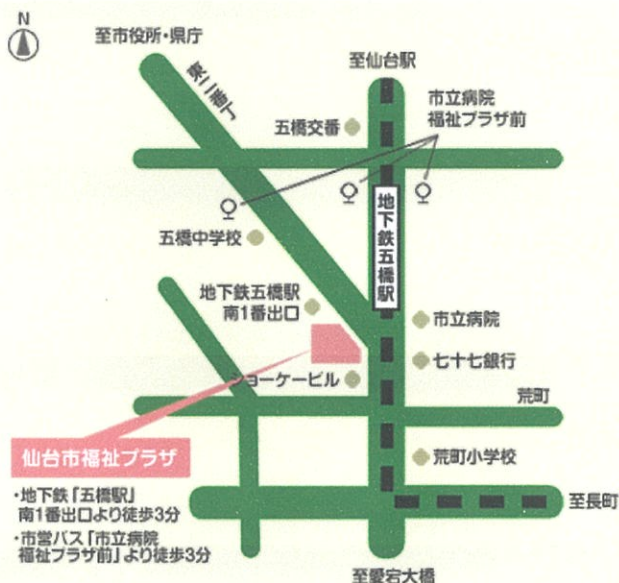 N
至市役所・県庁
東二番丁
至仙台駅
五橋交番
市立病院
福祉プラザ前
地下鉄五橋駅
五橋中学校
地下鉄五橋駅
南1番出口
市立病院
七十七銀行
ショーケービル
荒町
仙台市福祉プラザ
荒町小学校
・地下鉄「五橋駅」
南1番出口より徒歩3分
・市営バス「市立病院
福祉プラザ前」より徒歩3分
至長町
至愛宕大橋